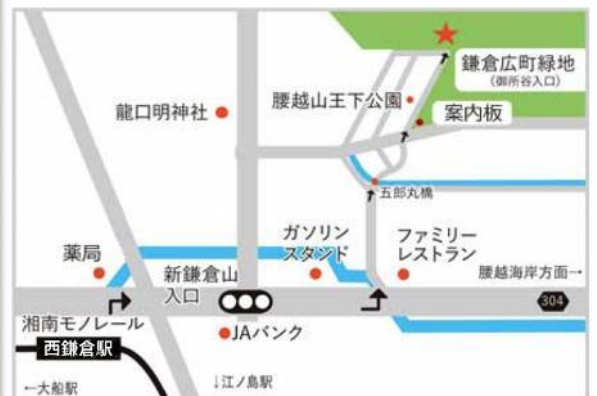 鎌倉広町緑地
(御所谷入口)
腰越山王下公園
案内板
龍口明神社
五郎丸橋
ガソリン
スタンド
ファミリー
レストラン
薬局
新鎌倉山
入口
腰越海岸方面→
304
湘南モノレール
JAバンク
西鎌倉駅
←大船駅
↓江ノ島駅